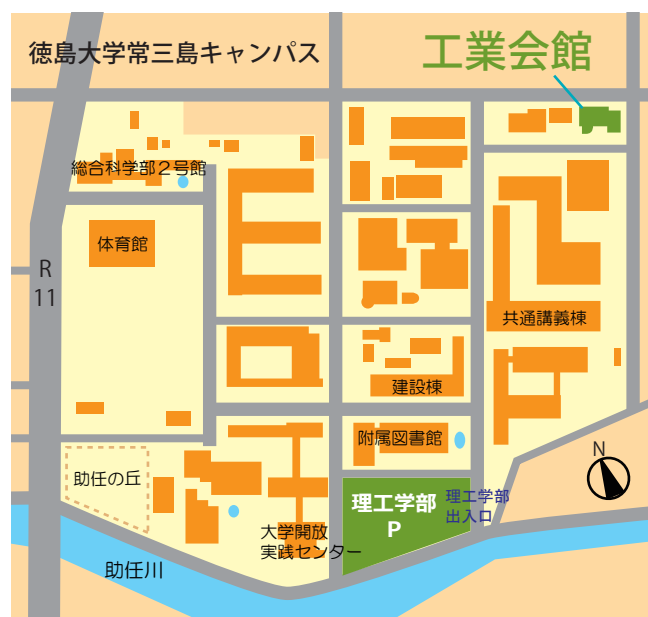 徳島大学常三島キャンパス
工業会館
総合科学部２号館
体育館
R
11
共通講義棟
建設棟
附属図書館
N
助任の丘
理工学部
P
理工学部
出入口
大学開放
実践センター
助任川